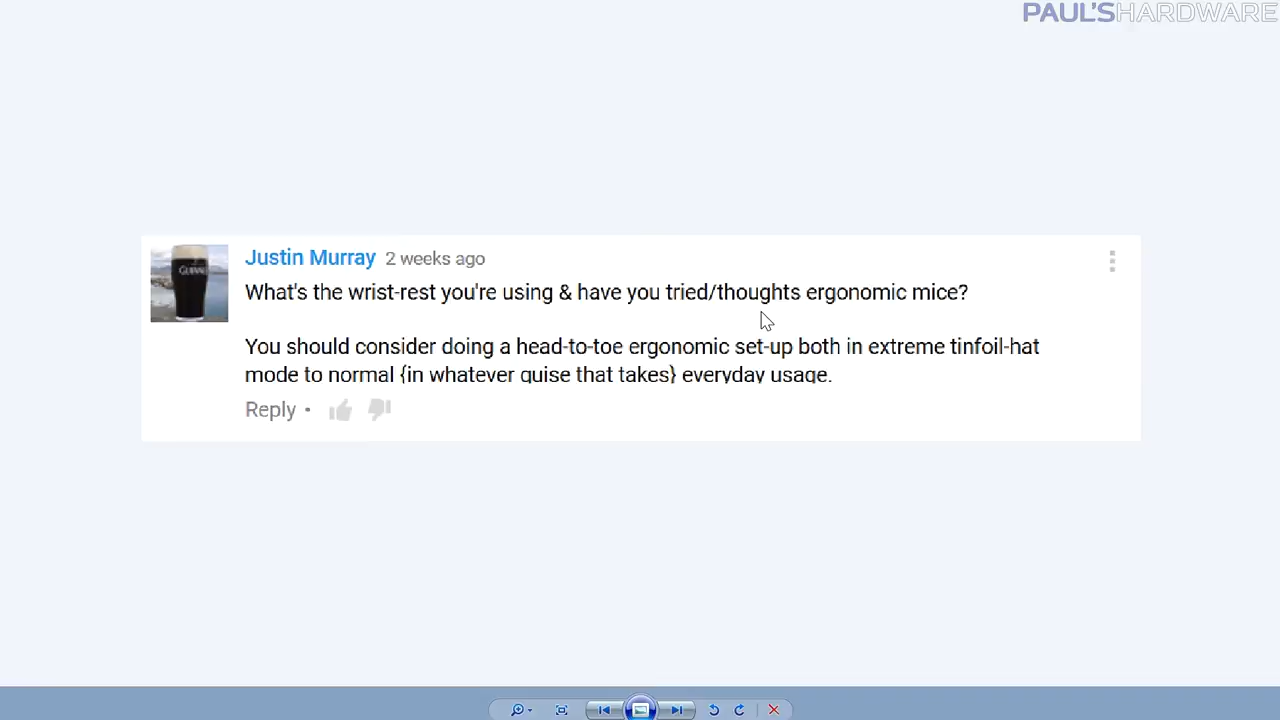 PAUL'SHARDWARE
Justin Murray 2 weeks ago
What's the wrist-rest you're using & have you tried/thoughts ergonomic mice?
You should consider doing a head-to-toe ergonomic set-up both in extreme tinfoil-hat
mode to normal {in whatever guise that takes} everyday usage.
Reply •
GUINNESS